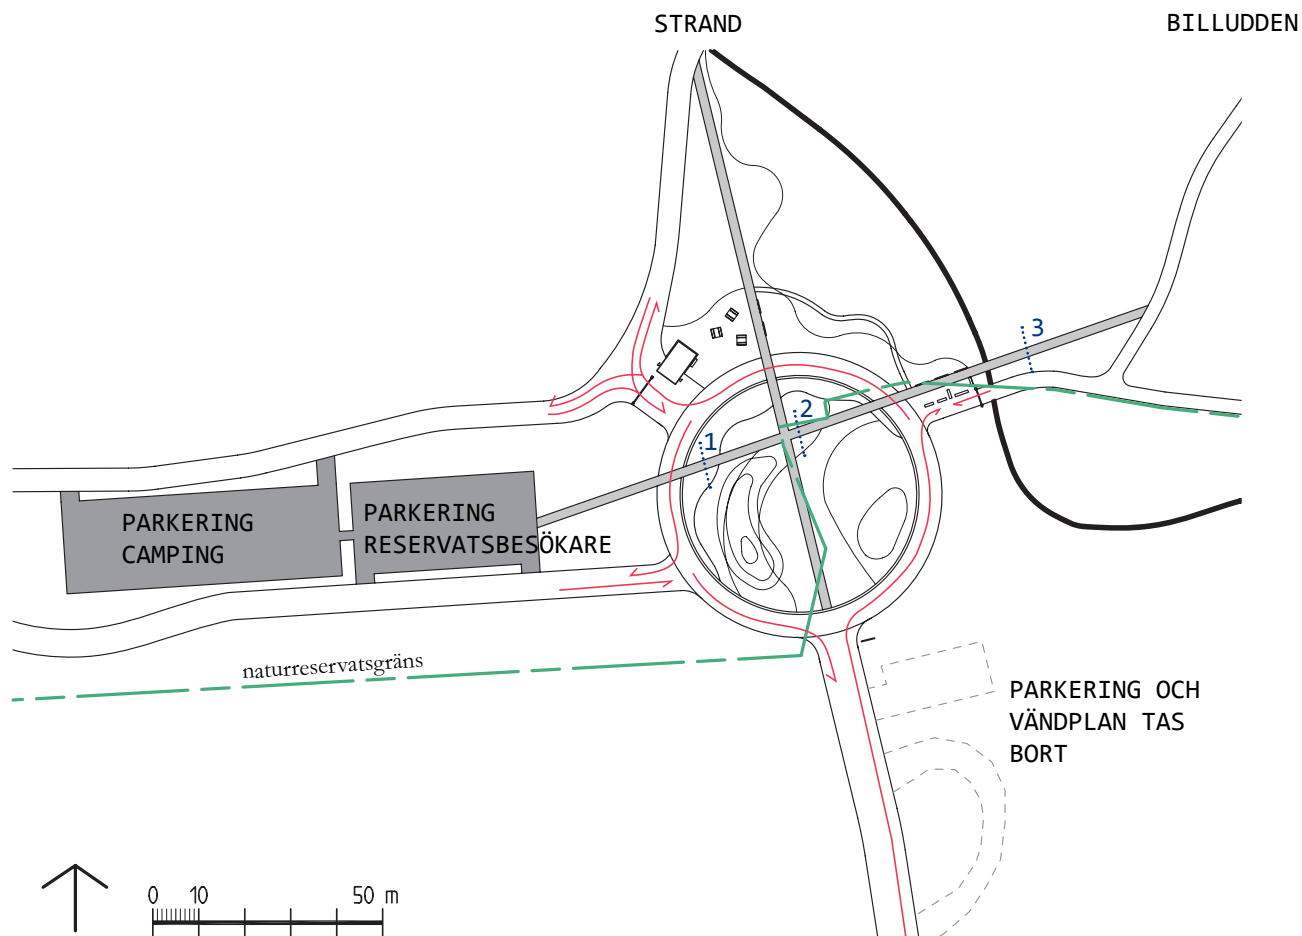 STRAND
BILLUDDEN
3
2
1
PARKERING
CAMPING
PARKERING
RESERVATSBESÖKARE
naturreservatsgräns
PARKERING OCH
VÄNDPLAN TAS
BORT
0 10 50 m